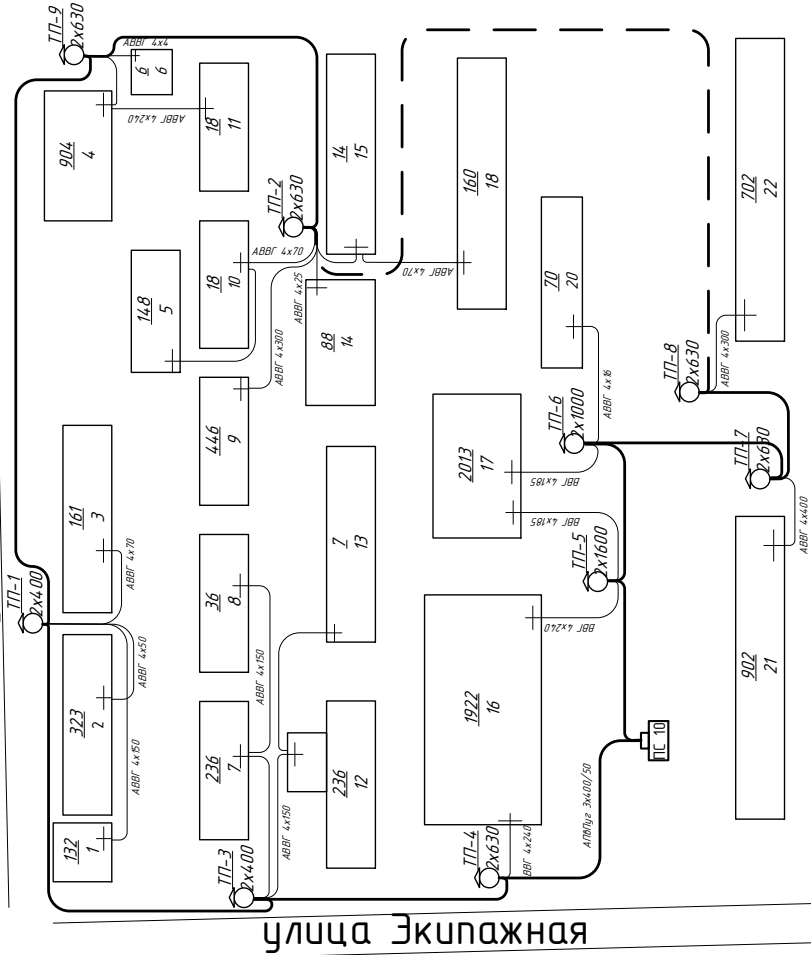 ТП-9
2х630
АВВГ 4х4
6
6
904
4
АВВГ 4х240
18
11
14
15
160
18
702
22
ТП-2
2х630
АВВГ 4х70
18
10
148
5
АВВГ 4х25
АВВГ 4х300
88
14
АВВГ 4х70
70
20
ТП-8
2х630
АВВГ 4х300
АВВГ 4х16
446
9
ТП-6
2х1000
2013
17
ВВГ 4х185
ВВГ 4х185
ТП-7
2х630
АВВГ 4х400
161
3
АВВГ 4х70
7
13
36
8
ТП-1
2х400
ТП-5
2х1600
ВВГ 4х240
323
2
АВВГ 4х50
АВВГ 4х150
АВВГ 4х150
1922
16
902
21
236
7
236
12
ПС 10
АПВПуг 3х400/50
132
1
АВВГ 4х150
ТП-3
2х400
ТП-4
2х630
ВВГ 4х240
улица Экипажная